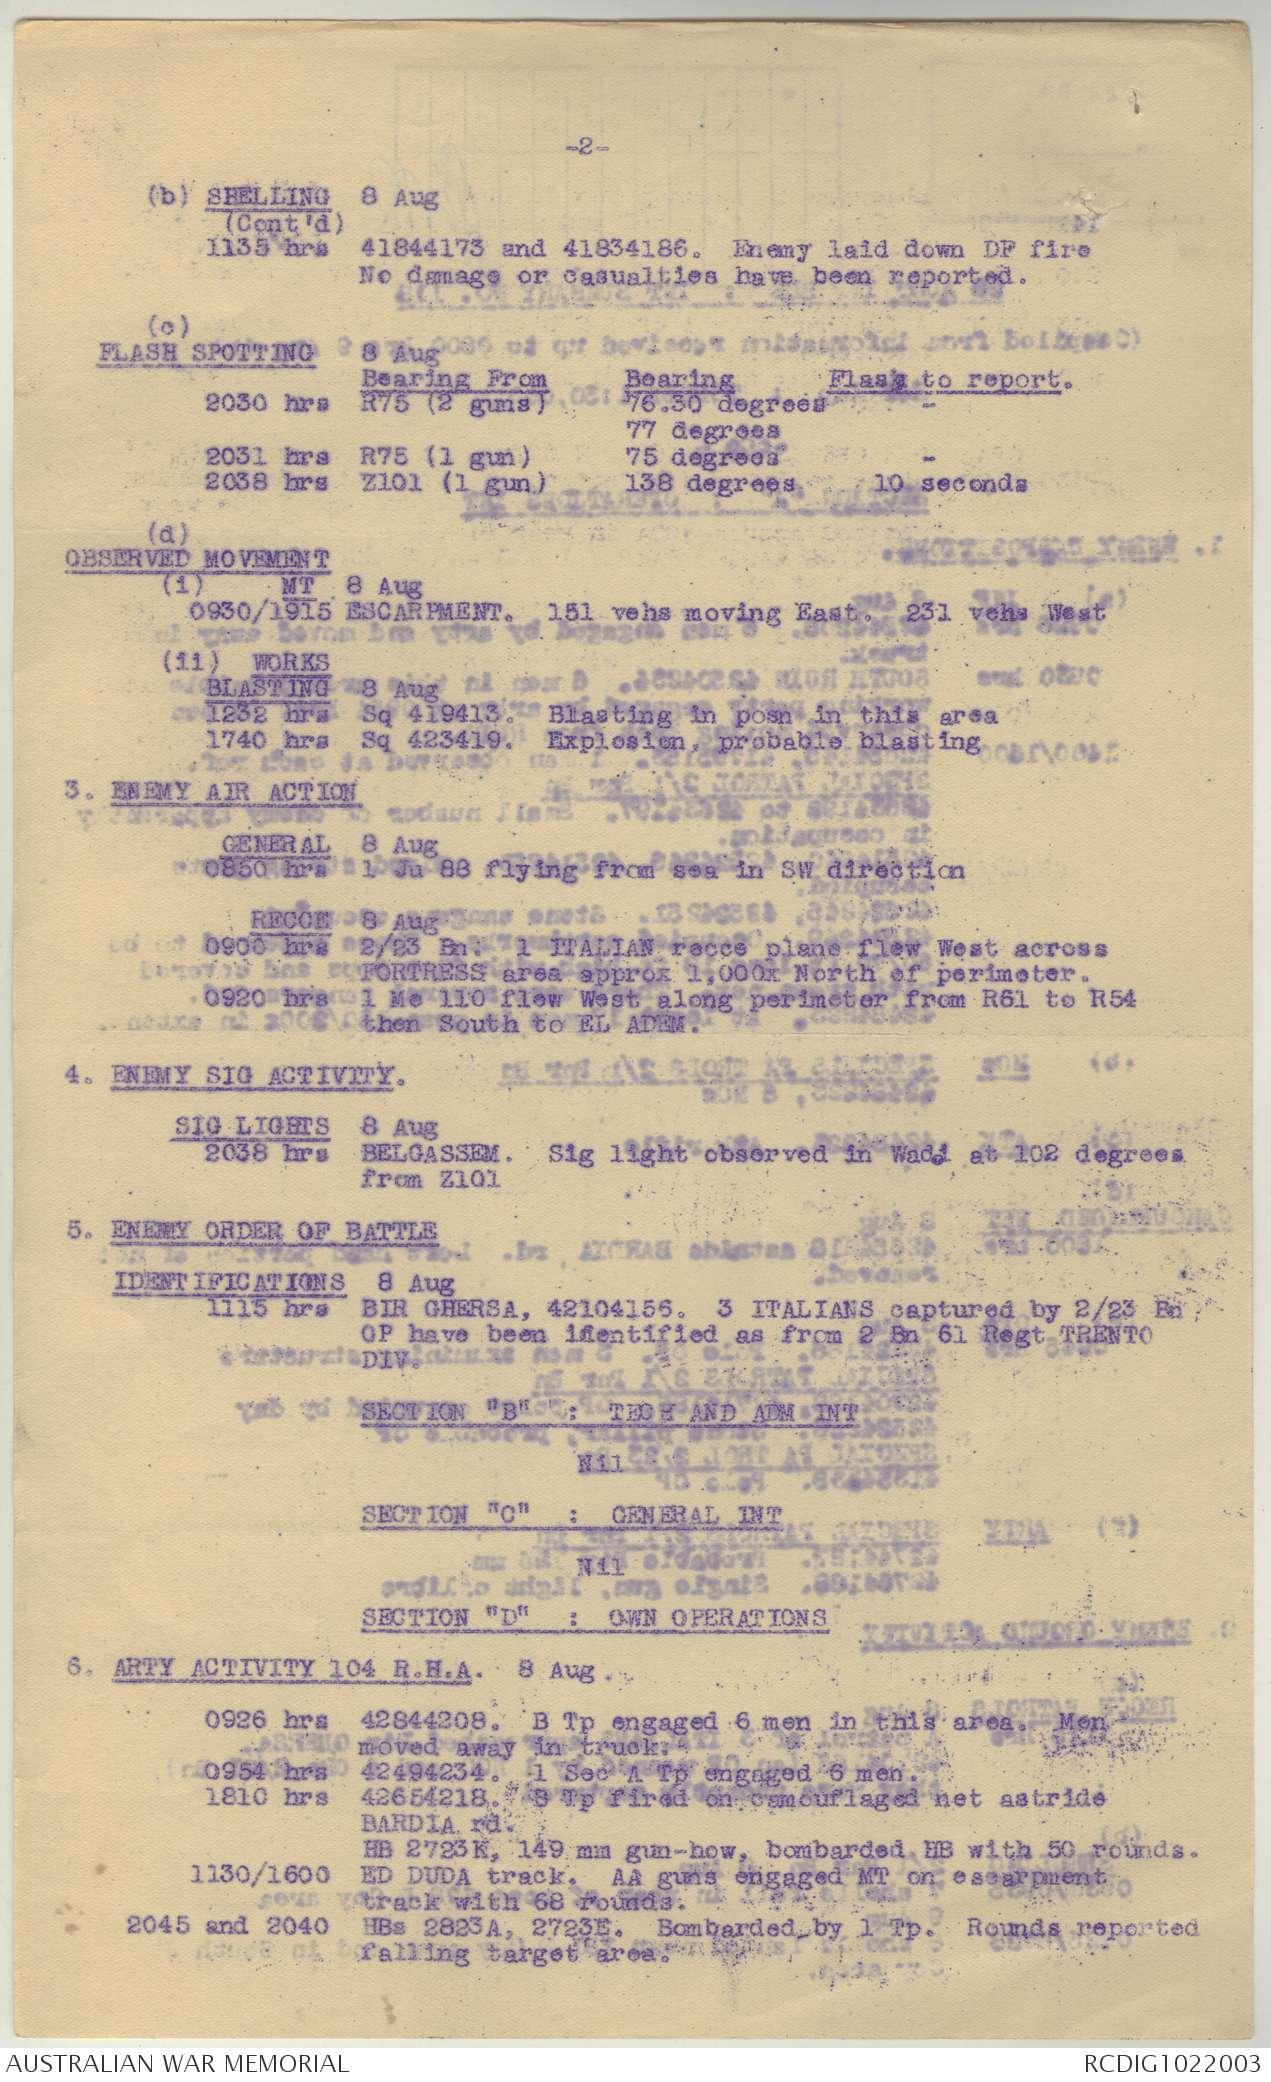 -2-
(b) SHELLING 8 Aug
(Cont'd)
1135 hrs 41844173 and 41834186. Enemy laid down DF fire
No damage or casualties have been reported.
(c)
FLASH SPOTTING 8 Aug
Bearing From Bearing Flash to report.
2030 hrs R75 (2 guns) 76.30 degrees -
77 degrees
2031 hrs R75 (1 gun) 75 degrees -
2038 hrs Z101 (1 gun) 138 degrees 10 seconds
(d)
OBSERVED MOVEMENT
(i) MT 8 Aug
0930/1915 ESCARPMENT. 151 vehs moving East. 231 vehs West
(ii) WORKS
BLASTING 8 Aug
1232 hrs Sq 419413. Blasting in posn in this area
1740 hrs Sq 423419. Explosion, probable blasting
3. ENEMY AIR ACTION
GENERAL 8 Aug
0850 hrs 1 Ju 88 flying from sea in SW direction
RECCE 8 Aug
0900 hrs 2/23 Bn. 1 ITALIAN recce plane flew West across
FORTRESS area approx 1,000x North of perimeter.
0920 hrs 1 Me 110 flew West along perimeter from R61 to R54
then South to EL ADEM.
4. ENEMY SIG ACTIVITY.
SIG LIGHTS 8 Aug
2038 hrs BELGASSEM. Sig light observed in Wadi at 102 degrees
from Z101
5. ENEMY ORDER OF BATTLE
IDENTIFICATIONS 8 Aug
1115 hrs BIR GHERSA, 42104156. 3 ITALIANS captured by 2/23 Bn
OP have been identified as from 2 Bn 61 Regt TRENTO
DIV.
SECTION "B" : TECH AND ADM INT
Nil
SECTION "C" : GENERAL INT
Nil
SECTION "D" : OWN OPERATIONS
6. ARTY ACTIVITY 104 R.H.A. 8 Aug.
0926 hrs 42844208. B Tp engaged 6 men in this area. Men
moved away in truck.
0954 hrs 42494234. 1 Sec A Tp engaged 6 men.
1810 hrs 42654218. B Tp fired on camouflaged net astride
BARDIA rd.
HB 2723K, 149 mm gun-how, bombarded HB with 50 rounds.
1130/1600 ED DUDA track. AA guns engaged MT on escarpment
track with 68 rounds.
2045 and 2040 HBs 2823A, 2723E. Bombarded by 1 Tp. Rounds reported
falling target area.
AUSTRALIAN WAR MEMORIAL RCDIG1022003